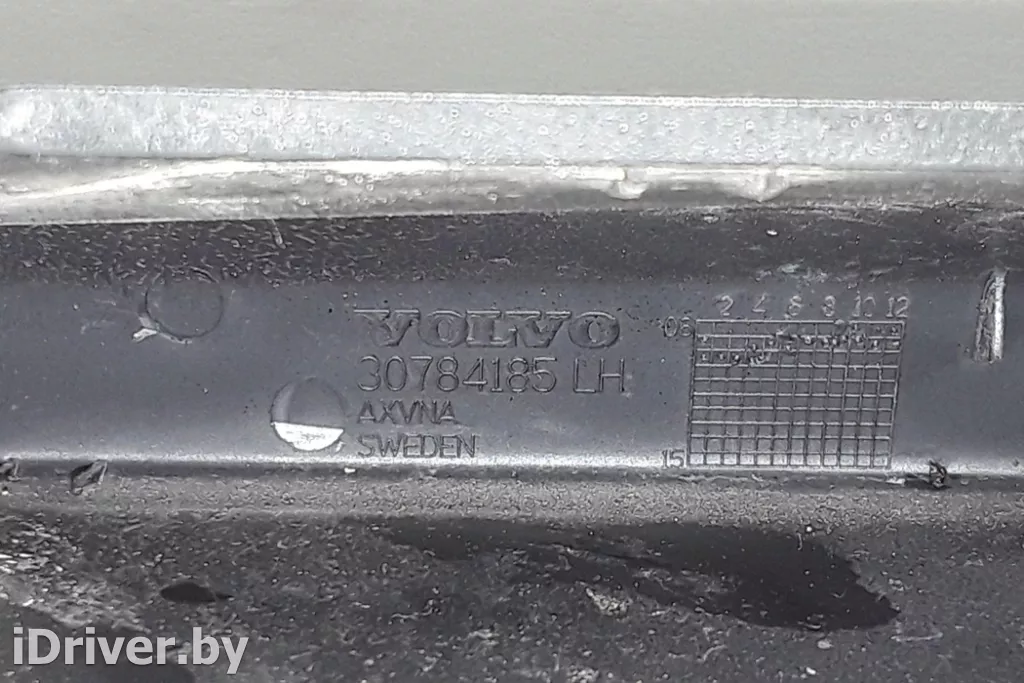 2 4 6 8 10 12
06
VOLVO
30784185 LH
AXVNA
SWEDEN
15
iDriver.by